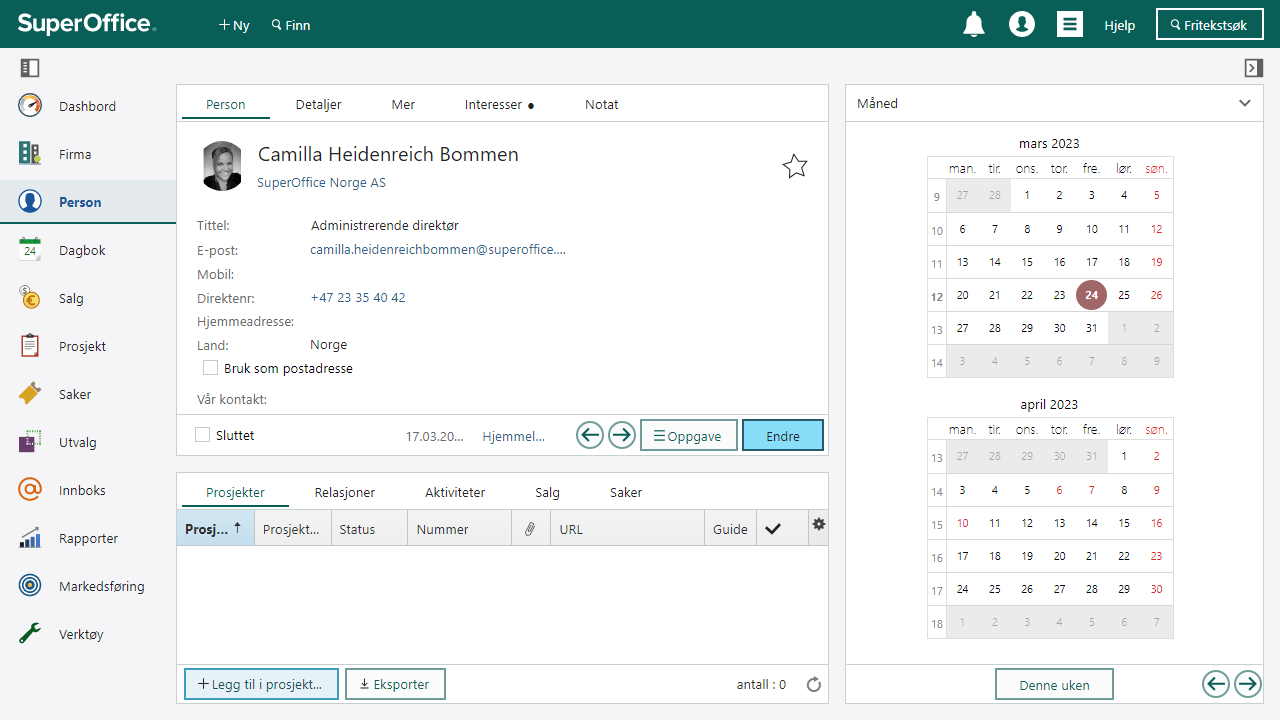 SuperOffice
Ny
Finn
Hjelp
Fritekstsøk
Dashbord
Firma
Person
24
Dagbok
Salg
Prosjekt
Saker
Utvalg
Innboks
Rapporter
Markedsføring
Verktøy
Person Detaljer Mer Interesser ● Notat
Camilla Heidenreich Bommen
SuperOffice Norge AS
Tittel: Administrerende direktør
E-post: camilla.heidenreichbommen@superoffice....
Mobil:
Direktenr: +47 23 35 40 42
Hjemmeadresse:
Land: Norge
Bruk som postadresse
Vår kontakt:
Sluttet 17.03.20... Hjemmel... Oppgave Endre
Prosjekter Relasjoner Aktiviteter Salg Saker
Prosj... Prosjekt... Status Nummer URL Guide
+ Legg til i prosjekt... Eksporter antall : 0
Måned
mars 2023
man. tir. ons. tor. fre. lør. søn.
9 27 28 1 2 3 4 5
10 6 7 8 9 10 11 12
11 13 14 15 16 17 18 19
12 20 21 22 23 24 25 26
13 27 28 29 30 31 1 2
14 3 4 5 6 7 8 9
april 2023
man. tir. ons. tor. fre. lør. søn.
13 27 28 29 30 31 1 2
14 3 4 5 6 7 8 9
15 10 11 12 13 14 15 16
16 17 18 19 20 21 22 23
17 24 25 26 27 28 29 30
18 1 2 3 4 5 6 7
Denne uken